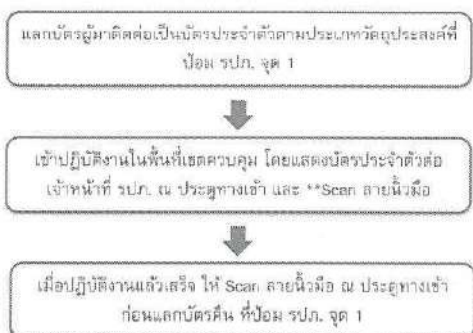 แลกบัตรผู้มาติดต่อเป็นบัตรประจำตัวตามประเภทวัตถุประสงค์ที่
ป้อม รปภ. จุด 1
เข้าปฏิบัติงานในพื้นที่เขตควบคุม โดยแสดงบัตรประจำตัวต่อ
เจ้าหน้าที่ รปภ. ณ ประตูทางเข้า และ **Scan ลายนิ้วมือ
เมื่อปฏิบัติงานแล้วเสร็จ ให้ Scan ลายนิ้วมือ ณ ประตูทางเข้า
ก่อนแลกบัตรคืน ที่ป้อม รปภ. จุด 1